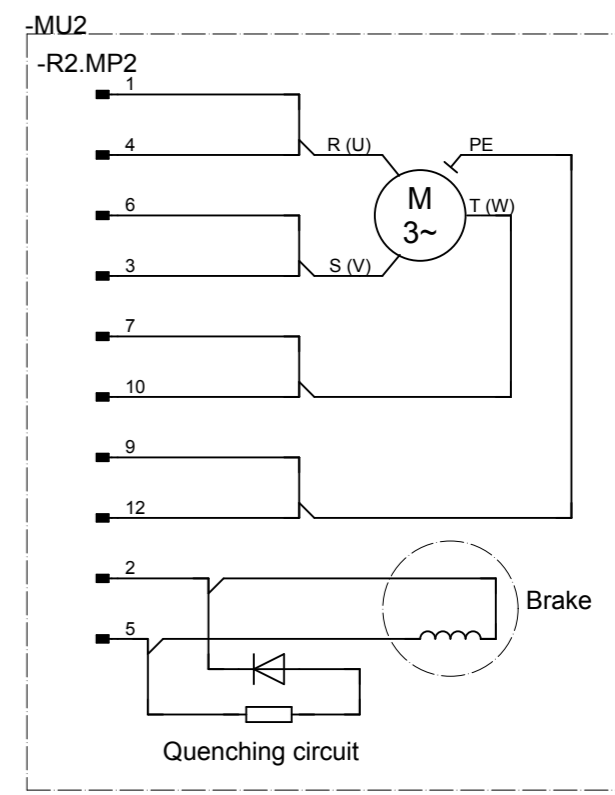 -MU2
-R2.MP2
1
4
R (U)
PE
M
3~
T (W)
6
3
S (V)
7
10
9
12
2
5
Brake
Quenching circuit